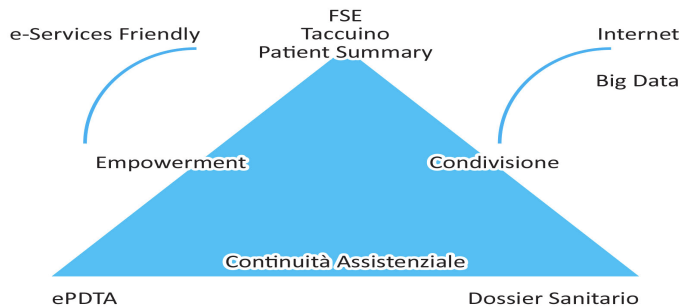 FSE
e-Services Friendly
Taccuino
Internet
Patient Summary
Big Data
Empowerment
Condivisione
Continuità Assistenziale
ePDTA
Dossier Sanitario